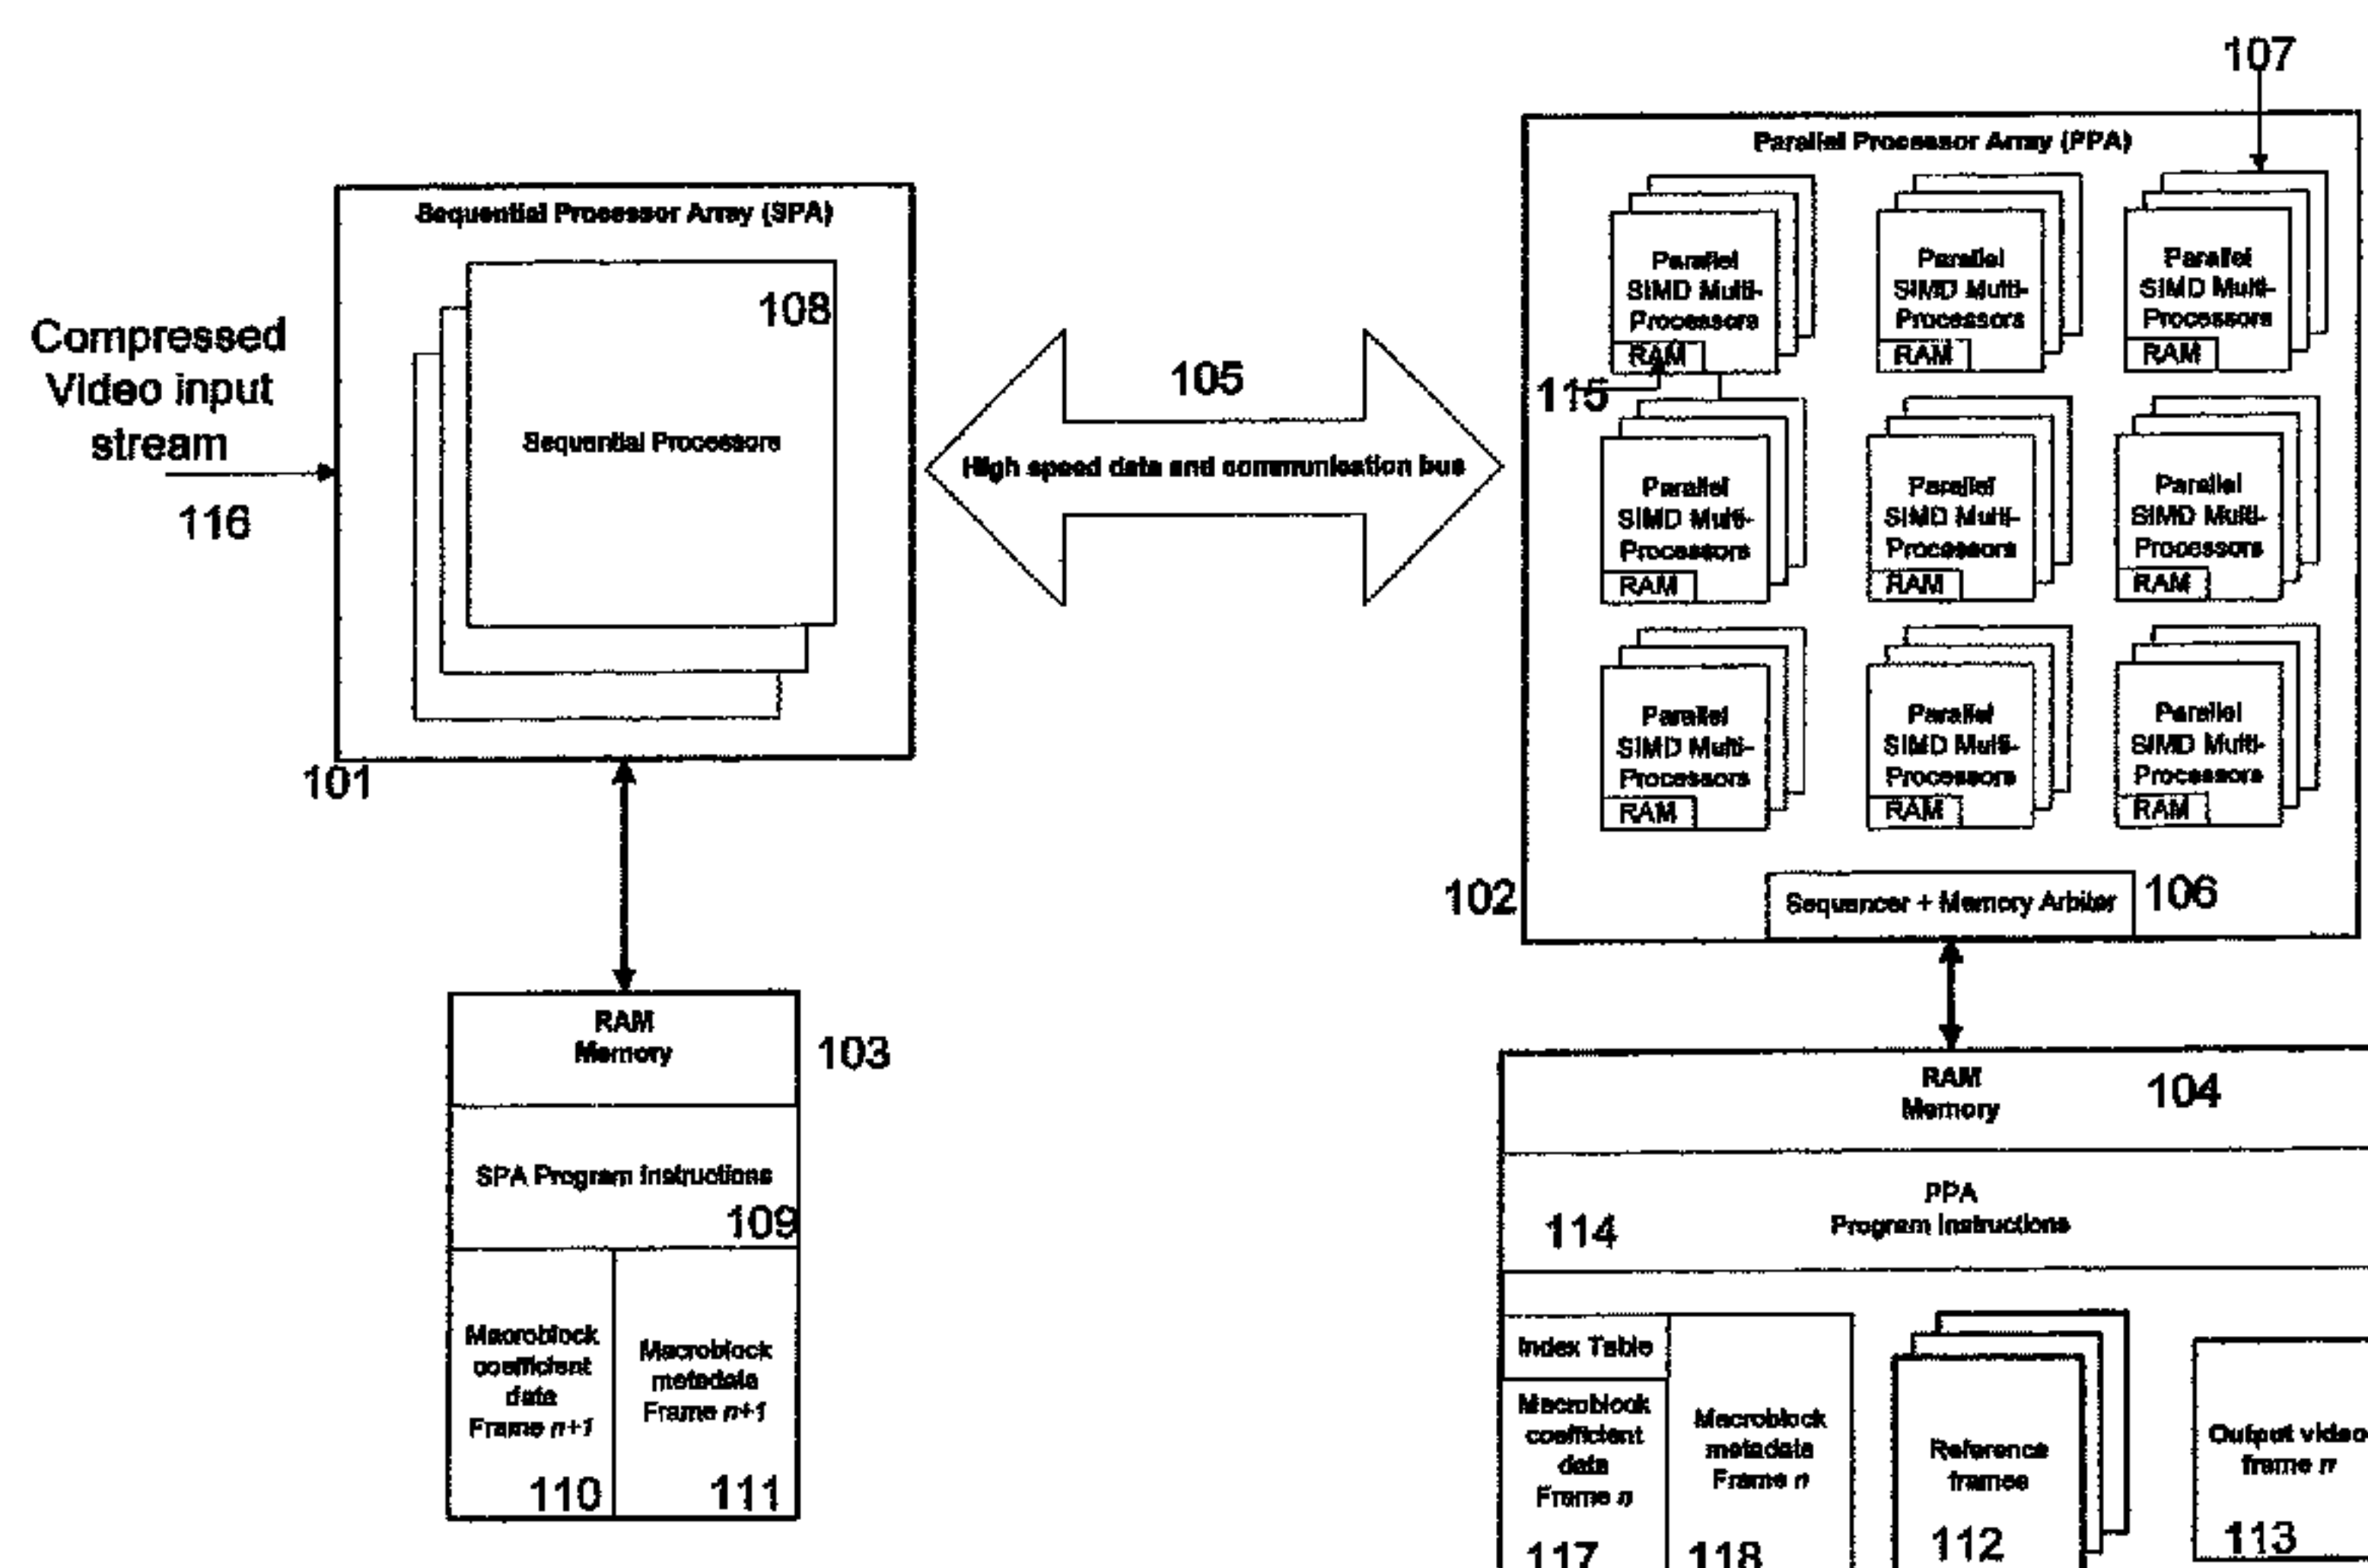 107
Parallel Processor Array (PPA)
Sequential Processor Array (SPA)
108
Sequential Processors
Compressed
Video input
stream
116
101
105
High speed data and communication bus
Parallel
SIMD Multi-
Processors
RAM
Parallel
SIMD Multi-
Processors
RAM
Parallel
SIMD Multi-
Processors
RAM
115
Parallel
SIMD Multi-
Processors
RAM
Parallel
SIMD Multi-
Processors
RAM
Parallel
SIMD Multi-
Processors
RAM
Parallel
SIMD Multi-
Processors
RAM
Parallel
SIMD Multi-
Processors
RAM
Parallel
SIMD Multi-
Processors
RAM
102
Sequencer + Memory Arbiter
106
RAM
Memory
103
SPA Program instructions
109
Macroblock
coefficient
data
Frame n+1
110
Macroblock
metadata
Frame n+1
111
RAM
Memory
104
PPA
Program Instructions
114
Index Table
Macroblock
coefficient
data
Frame n
117
Macroblock
metadata
Frame n
118
Reference
frames
112
Output video
frame n
113